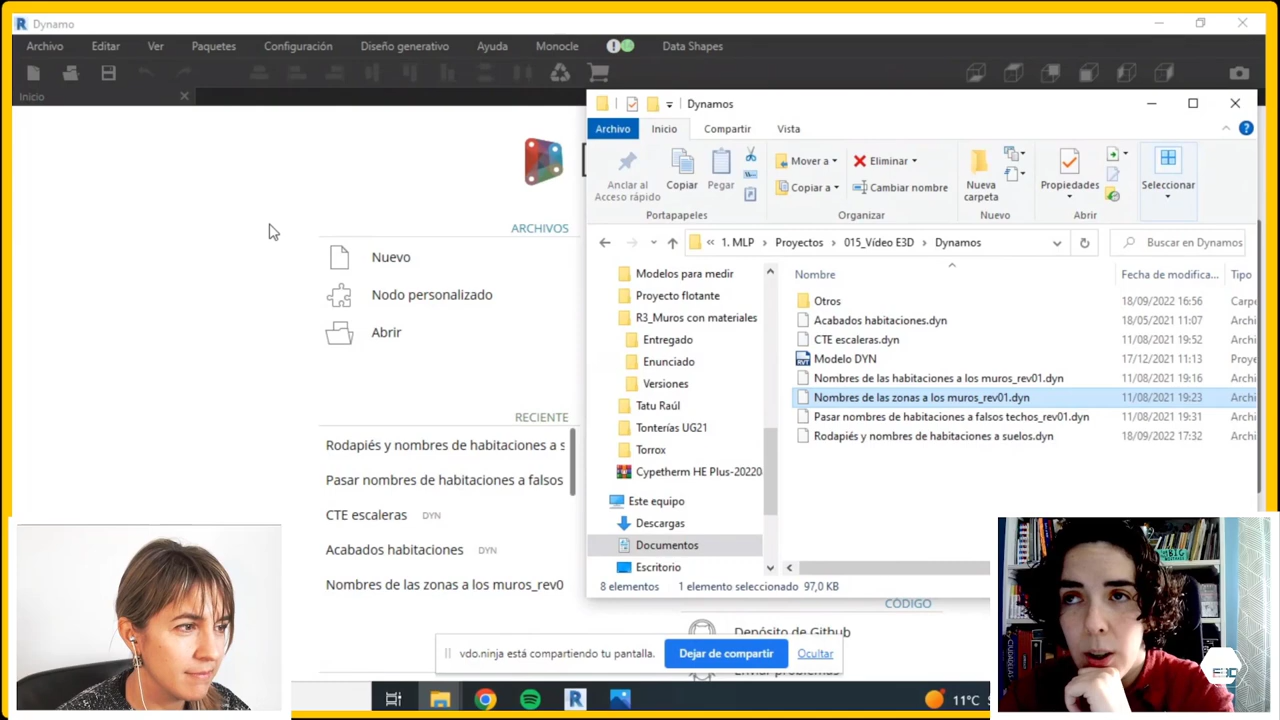 Dynamo
Archivo Editar Ver Paquetes Configuración Diseño generativo Ayuda Monocle Data Shapes
Inicio
ARCHIVOS
Nuevo
Nodo personalizado
Abrir
RECIENTE
Rodapiés y nombres de habitaciones a s
Pasar nombres de habitaciones a falsos
CTE escaleras DYN
Acabados habitaciones DYN
Nombres de las zonas a los muros_rev0
Dynamos
Archivo Inicio Compartir Vista
Anclar al
Acceso rápido
Copiar
Pegar
Portapapeles
Mover a
Copiar a
Eliminar
Cambiar nombre
Organizar
Nueva
carpeta
Nuevo
Propiedades
Abrir
Seleccionar
« 1. MLP > Proyectos > 015_Vídeo E3D > Dynamos
Buscar en Dynamos
Modelos para medir
Proyecto flotante
R3_Muros con materiales
Entregado
Enunciado
Versiones
Tatu Raúl
Tonterías UG21
Torrox
Cypetherm HE Plus-20220
Este equipo
Descargas
Documentos
Escritorio
Nombre Fecha de modifica... Tipo
Otros 18/09/2022 16:56 Carpe
Acabados habitaciones.dyn 18/05/2021 11:07 Archi
CTE escaleras.dyn 11/08/2021 19:52 Archi
Modelo DYN 17/12/2021 11:13 Proye
Nombres de las habitaciones a los muros_rev01.dyn 11/08/2021 19:16 Archi
Nombres de las zonas a los muros_rev01.dyn 11/08/2021 19:23 Archi
Pasar nombres de habitaciones a falsos techos_rev01.dyn 11/08/2021 19:31 Archi
Rodapiés y nombres de habitaciones a suelos.dyn 18/09/2022 17:32 Archi
8 elementos 1 elemento seleccionado 97,0 KB
CÓDIGO
Depósito de Github
vdo.ninja está compartiendo tu pantalla. Dejar de compartir Ocultar
11°C
E3D